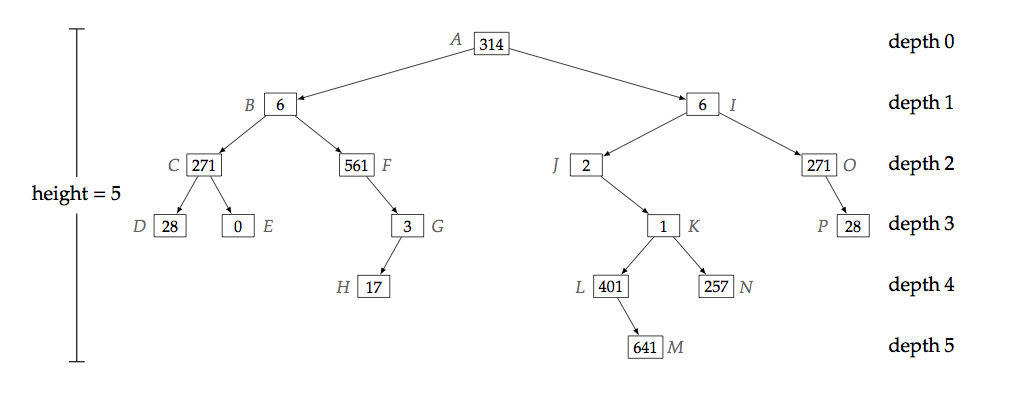 A 314 depth 0
B 6 6 I depth 1
C 271 561 F J 2 271 O depth 2
height = 5
D 28 0 E 3 G 1 K P 28 depth 3
H 17 L 401 257 N depth 4
641 M depth 5